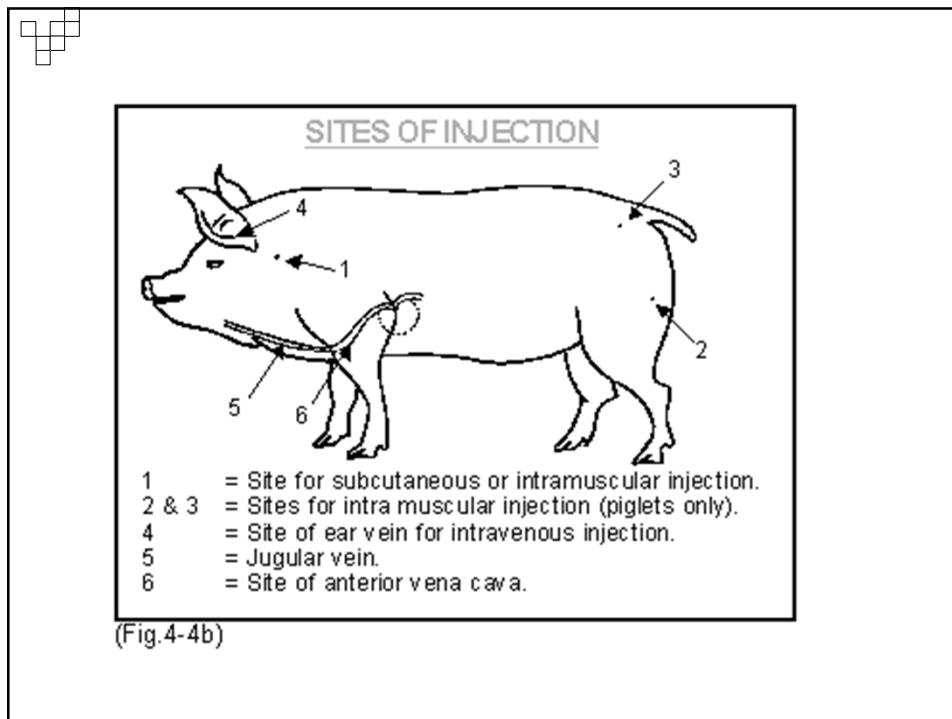 SITES OF INJECTION
3
4
1
2
5
6
1 = Site for subcutaneous or intramuscular injection.
2 & 3 = Sites for intra muscular injection (piglets only).
4 = Site of ear vein for intravenous injection.
5 = Jugular vein.
6 = Site of anterior vena cava.
(Fig.4-4b)